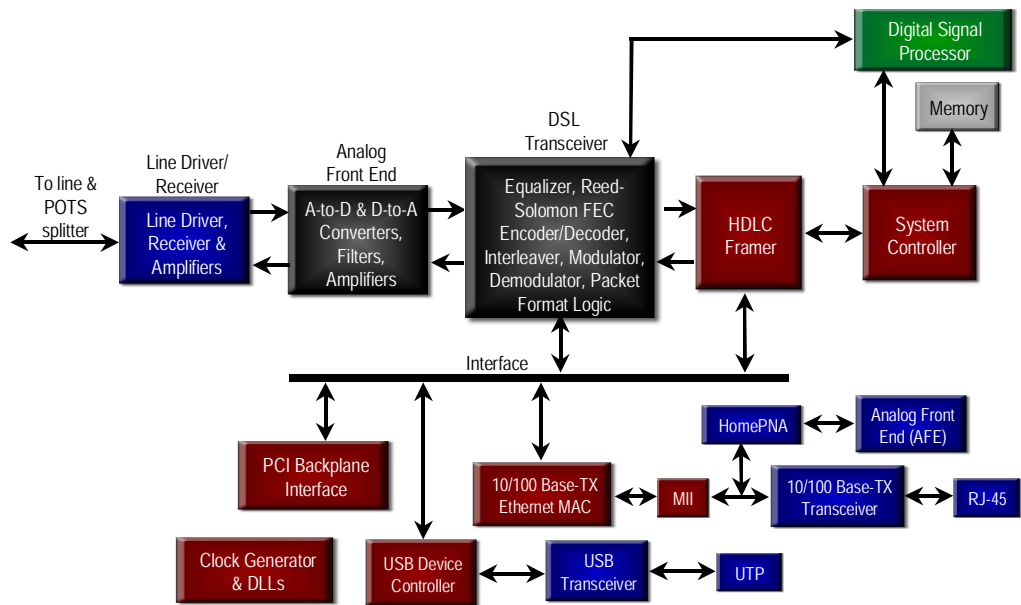 Digital Signal
Processor
Memory
DSL
Transceiver
Analog
Front End
Line Driver/
Receiver
To line &
POTS
splitter
Line Driver,
Receiver &
Amplifiers
A-to-D & D-to-A
Converters,
Filters,
Amplifiers
Equalizer, Reed-
Solomon FEC
Encoder/Decoder,
Interleaver, Modulator,
Demodulator, Packet
Format Logic
HDLC
Framer
System
Controller
Interface
HomePNA
Analog Front
End (AFE)
PCI Backplane
Interface
10/100 Base-TX
Ethernet MAC
MII
10/100 Base-TX
Transceiver
RJ-45
Clock Generator
& DLLs
USB Device
Controller
USB
Transceiver
UTP